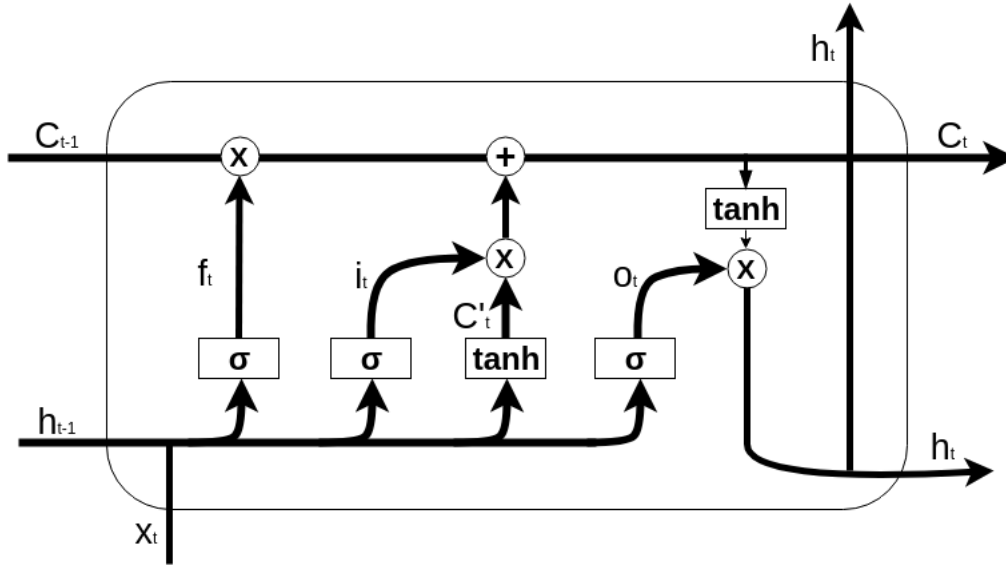 hₜ
Cₜ₋₁ x + Cₜ
tanh
fₜ iₜ x oₜ x
C'ₜ
σ σ tanh σ
hₜ₋₁ hₜ
xₜ